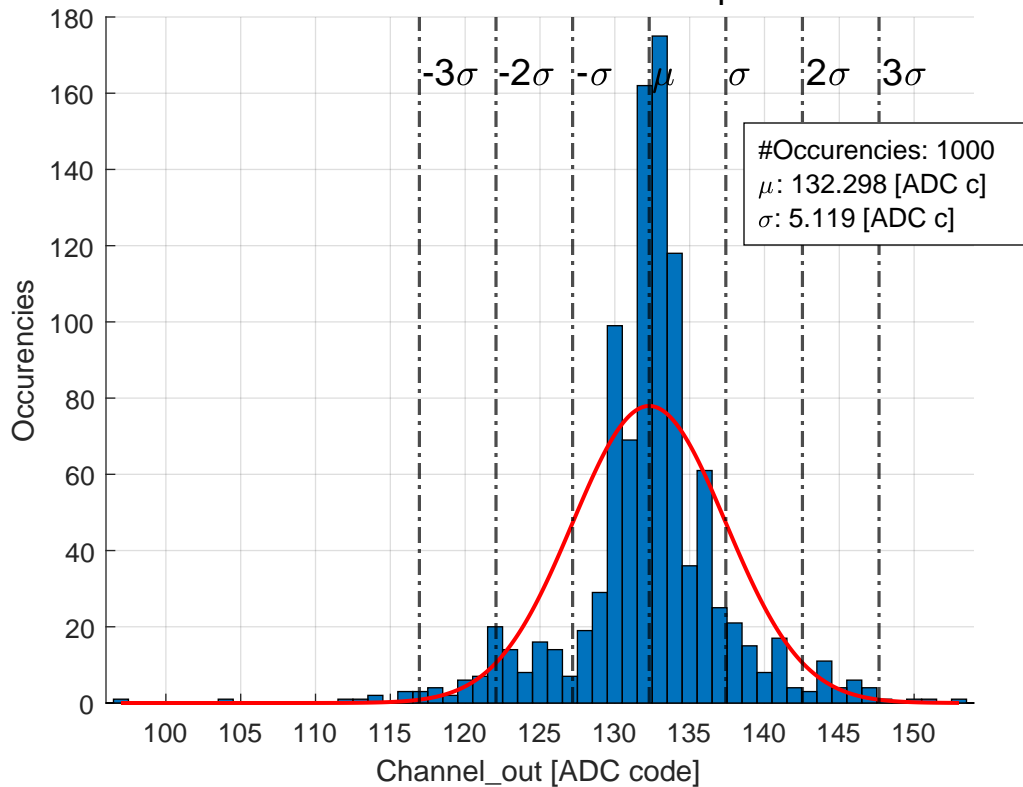 180
160
140
120
100
80
60
40
20
0
Occurencies
-3σ -2σ -σ μ σ 2σ 3σ
#Occurencies: 1000
μ: 132.298 [ADC c]
σ: 5.119 [ADC c]
100 105 110 115 120 125 130 135 140 145 150
Channel_out [ADC code]